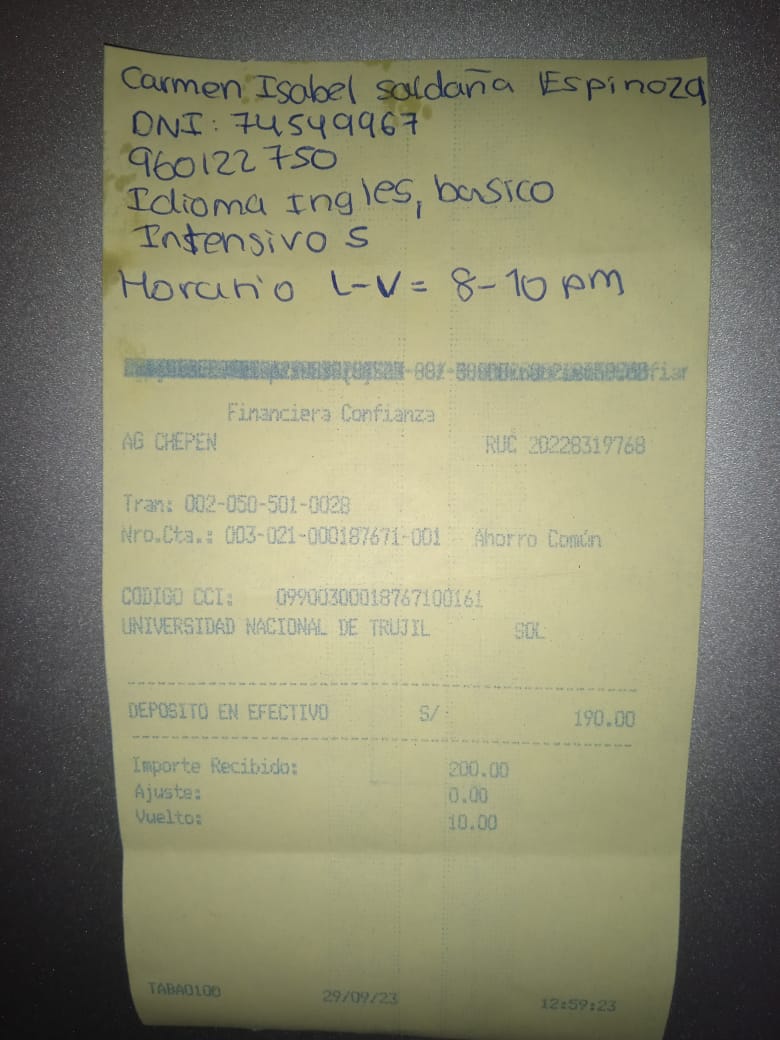 Carmen Isabel Saldaña Espinoza
DNI: 74549967
960122750
Idioma Ingles, basico
Intensivo S
Horario L-V = 8-10 pm
Financiera Confianza
AG CHEPEN RUC 20228319768
Tran: 002-050-501-0028
Nro.Cta.: 003-021-000187671-001 Ahorro Común
CODIGO CCI: 09900300018767100161
UNIVERSIDAD NACIONAL DE TRUJIL SOL
DEPOSITO EN EFECTIVO S/ 190.00
Importe Recibido: 200.00
Ajuste: 0.00
Vuelto: 10.00
TABA0100 29/09/23 12:59:23